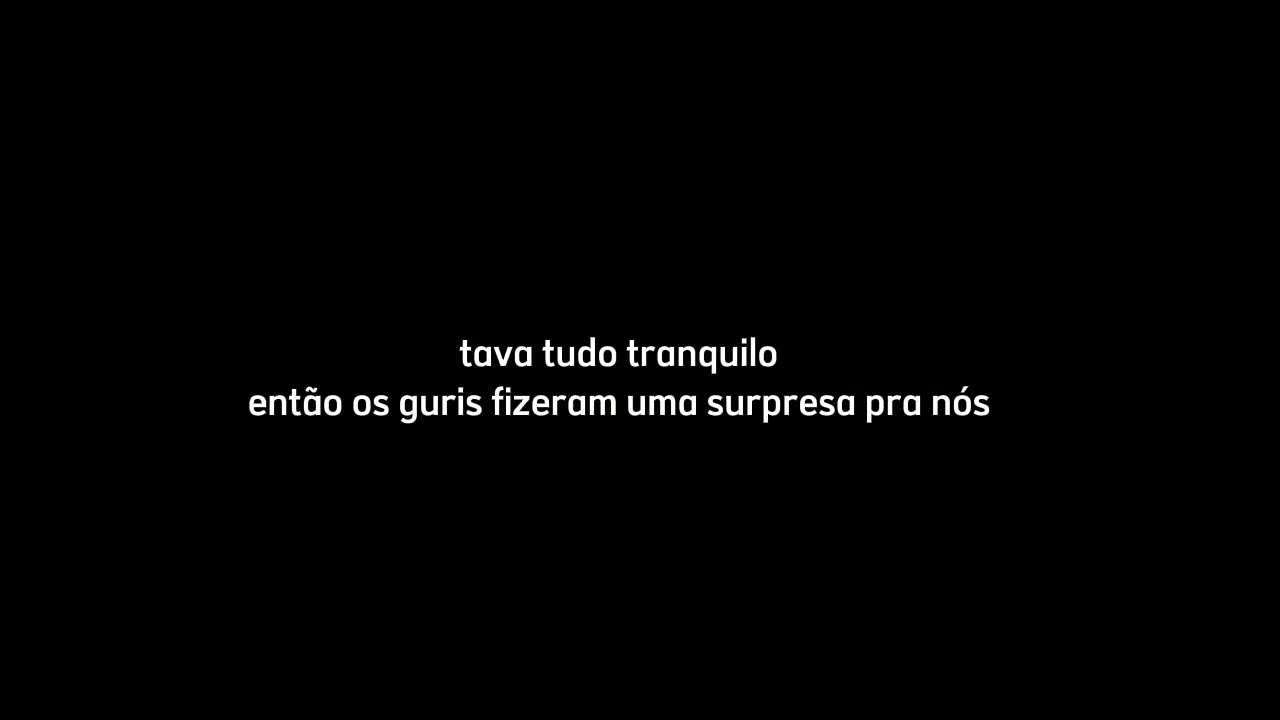 tava tudo tranquilo
então os guris fizeram uma surpresa pra nós